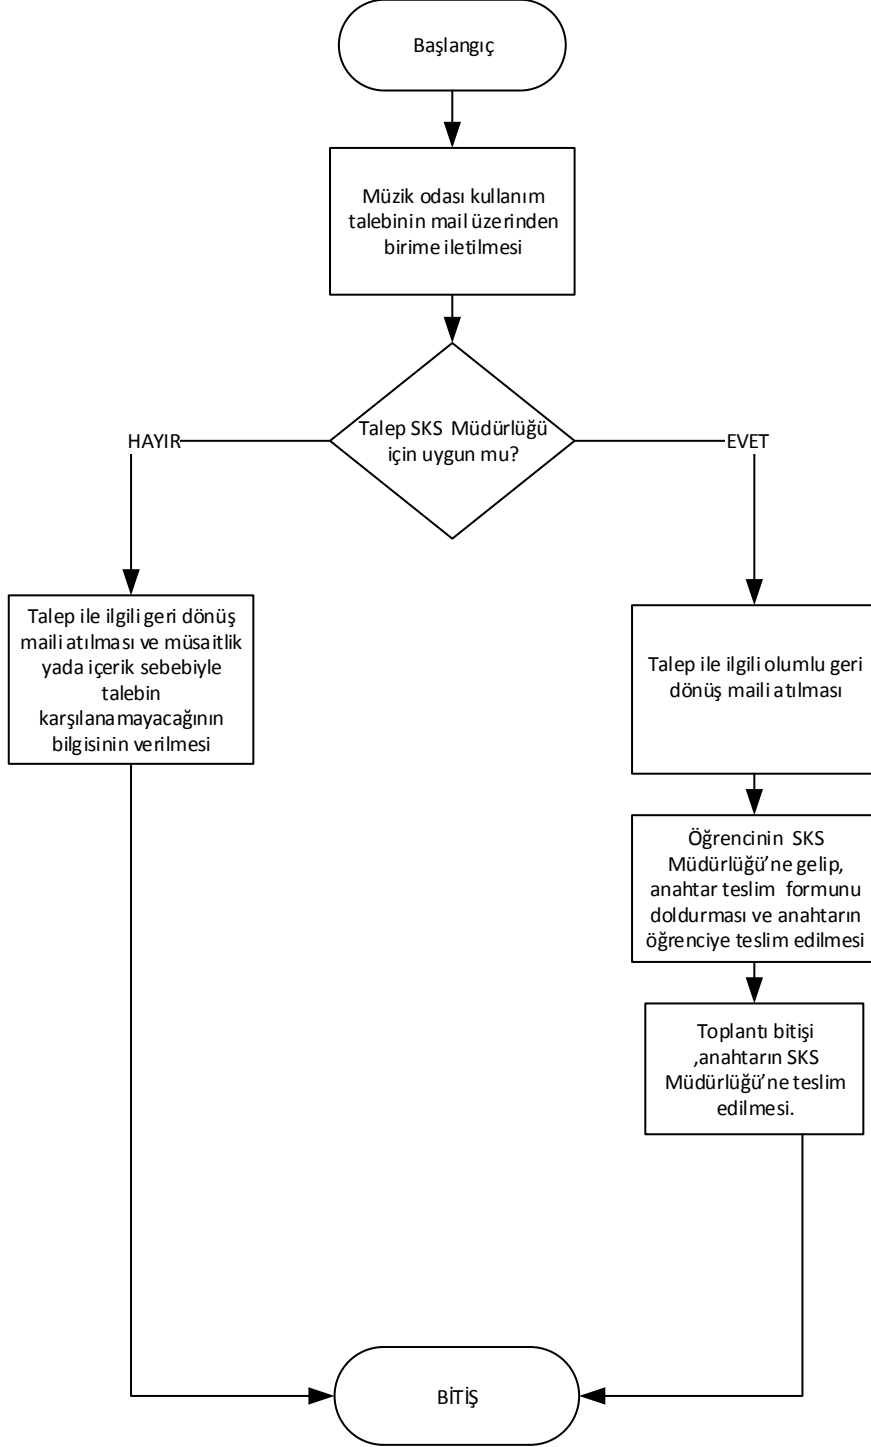 Başlangıç
Müzik odası kullanım
talebinin mail üzerinden
birime iletilmesi
Talep SKS Müdürlüğü
için uygun mu?
HAYIR
EVET
Talep ile ilgili geri dönüş
maili atılması ve müsaitlik
yada içerik sebebiyle
talebin
karşılanamayacağının
bilgisinin verilmesi
Talep ile ilgili olumlu geri
dönüş maili atılması
Öğrencinin SKS
Müdürlüğü’ne gelip,
anahtar teslim formunu
doldurması ve anahtarın
öğrenciye teslim edilmesi
Toplantı bitişi
,anahtarın SKS
Müdürlüğü’ne teslim
edilmesi.
BİTİŞ